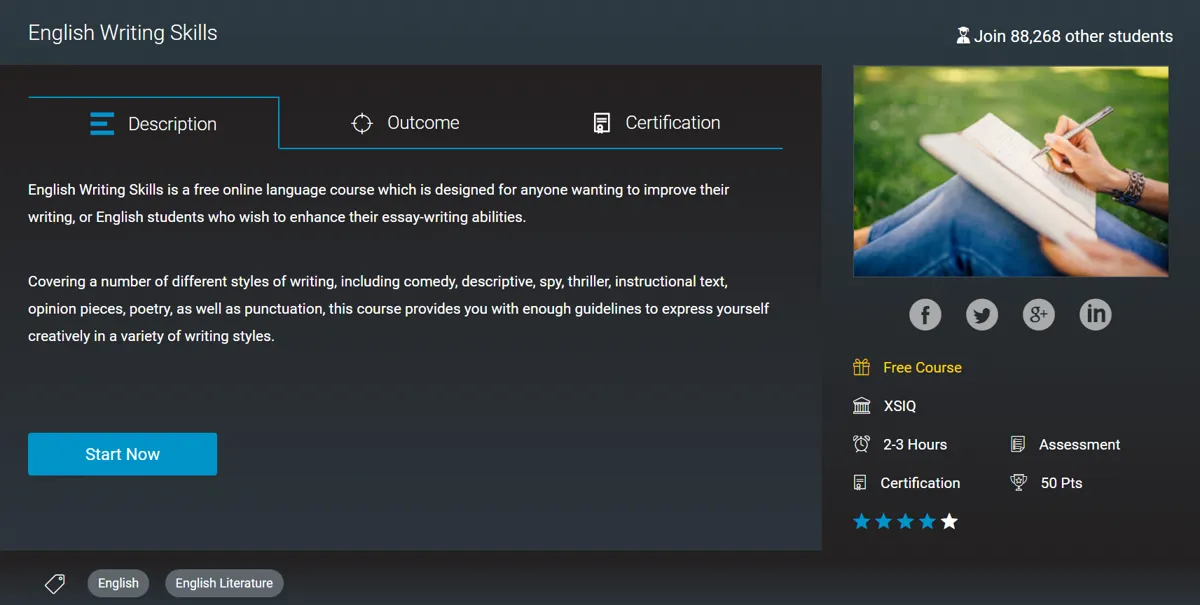 English Writing Skills
Join 88,268 other students
Description
Outcome
Certification
English Writing Skills is a free online language course which is designed for anyone wanting to improve their
writing, or English students who wish to enhance their essay-writing abilities.
Covering a number of different styles of writing, including comedy, descriptive, spy, thriller, instructional text,
opinion pieces, poetry, as well as punctuation, this course provides you with enough guidelines to express yourself
creatively in a variety of writing styles.
Start Now
f
g+
in
Free Course
XSIQ
2-3 Hours
Assessment
Certification
50 Pts
English
English Literature